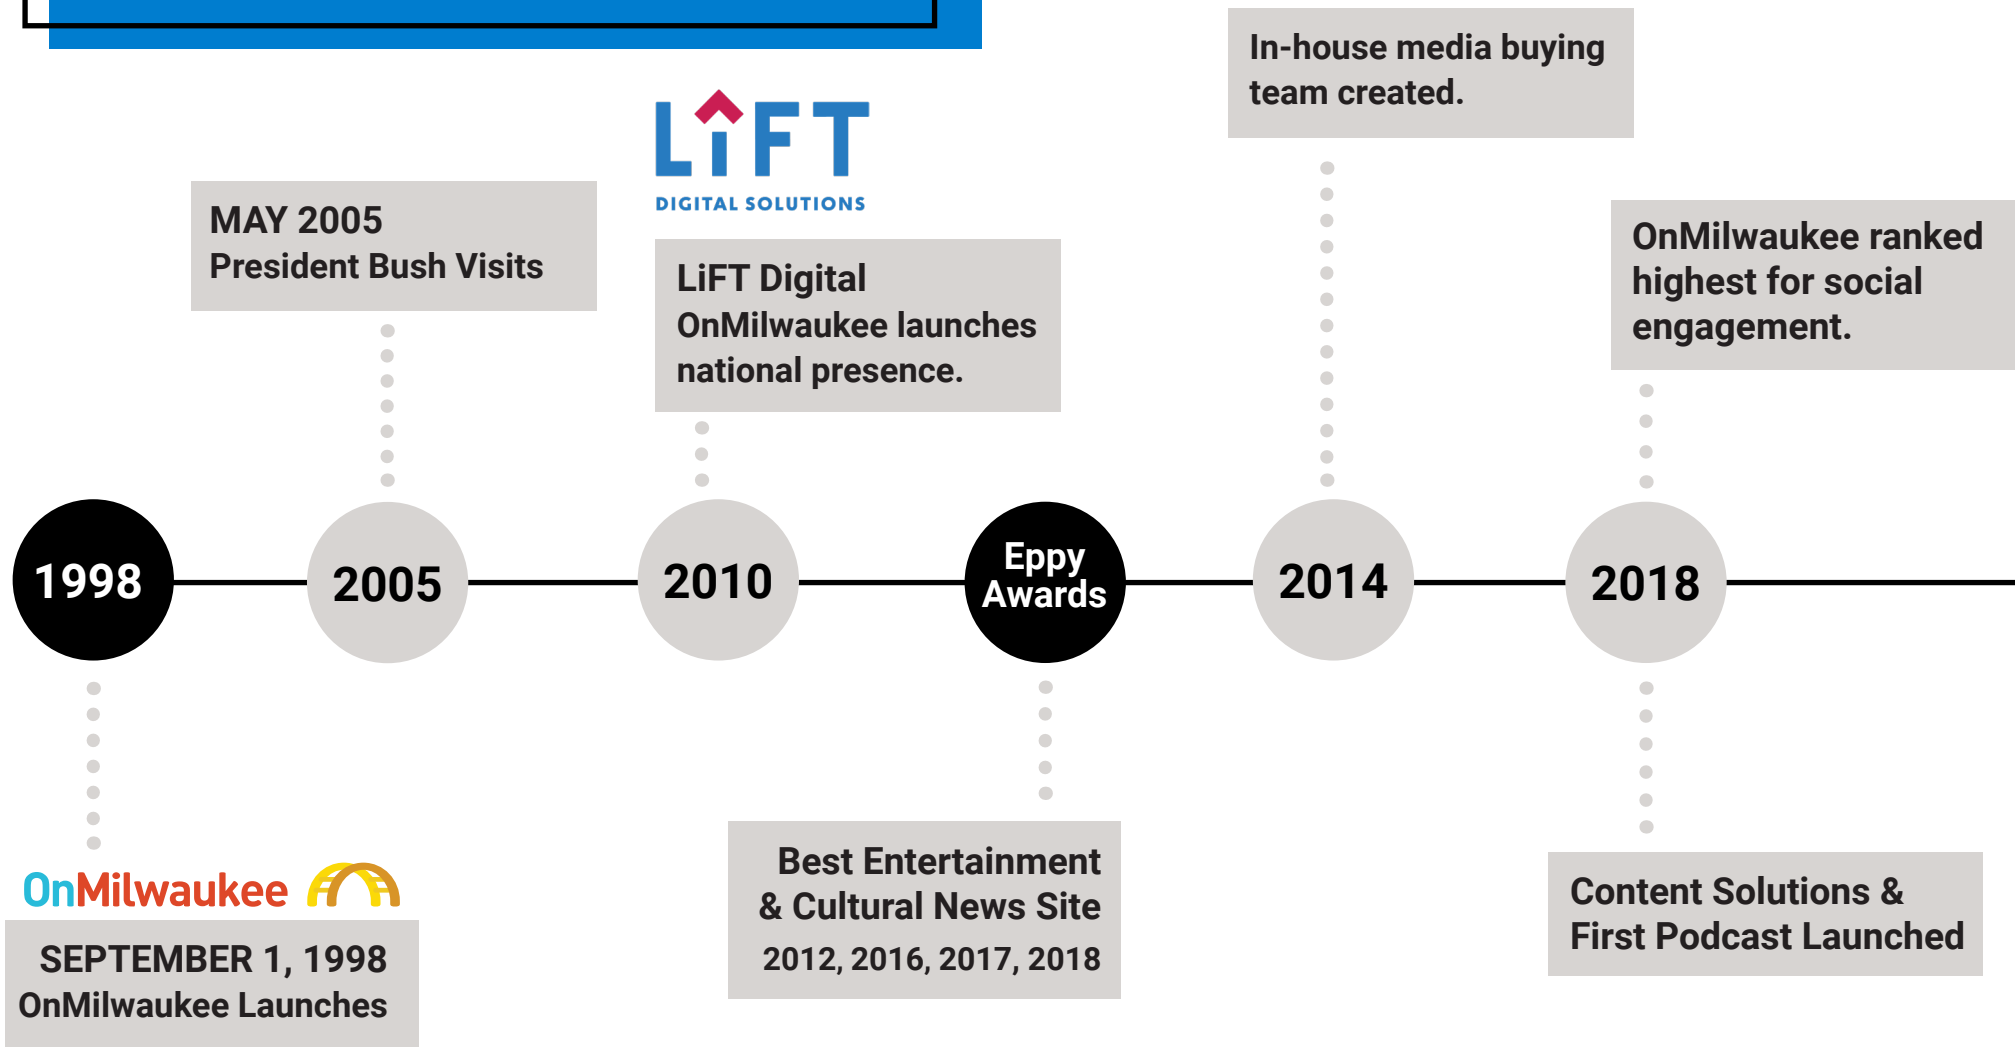 In-house media buying
team created.
LiFT
DIGITAL SOLUTIONS
MAY 2005
President Bush Visits
OnMilwaukee ranked
highest for social
engagement.
LiFT Digital
OnMilwaukee launches
national presence.
1998
2005
2010
Eppy
Awards
2014
2018
OnMilwaukee
SEPTEMBER 1, 1998
OnMilwaukee Launches
Best Entertainment
& Cultural News Site
2012, 2016, 2017, 2018
Content Solutions &
First Podcast Launched